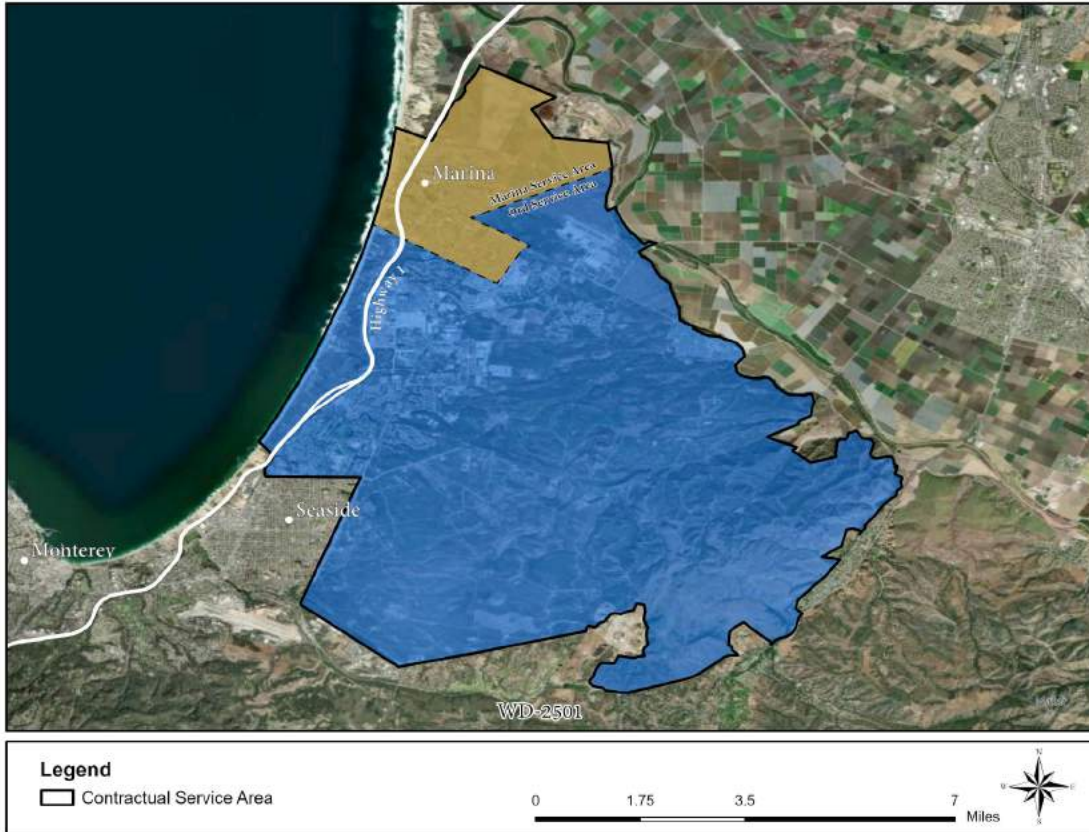 Marina
Marina Service Area
Ord Service Area
Highway 1
Seaside
Monterey
WD-2501
Legend
Contractual Service Area
0 1.75 3.5 7
Miles
N
W E
S